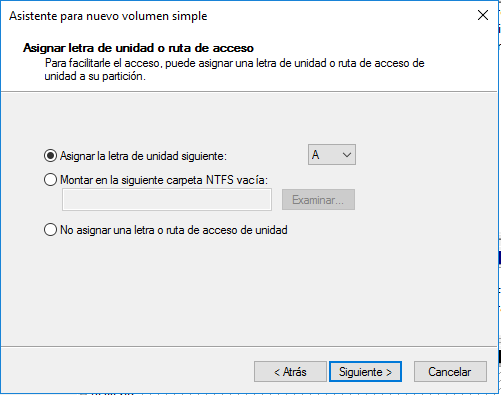 Asistente para nuevo volumen simple
Asignar letra de unidad o ruta de acceso
Para facilitarle el acceso, puede asignar una letra de unidad o ruta de acceso de
unidad a su partición.
Asignar la letra de unidad siguiente:
A
Montar en la siguiente carpeta NTFS vacía:
Examinar...
No asignar una letra o ruta de acceso de unidad
< Atrás
Siguiente >
Cancelar